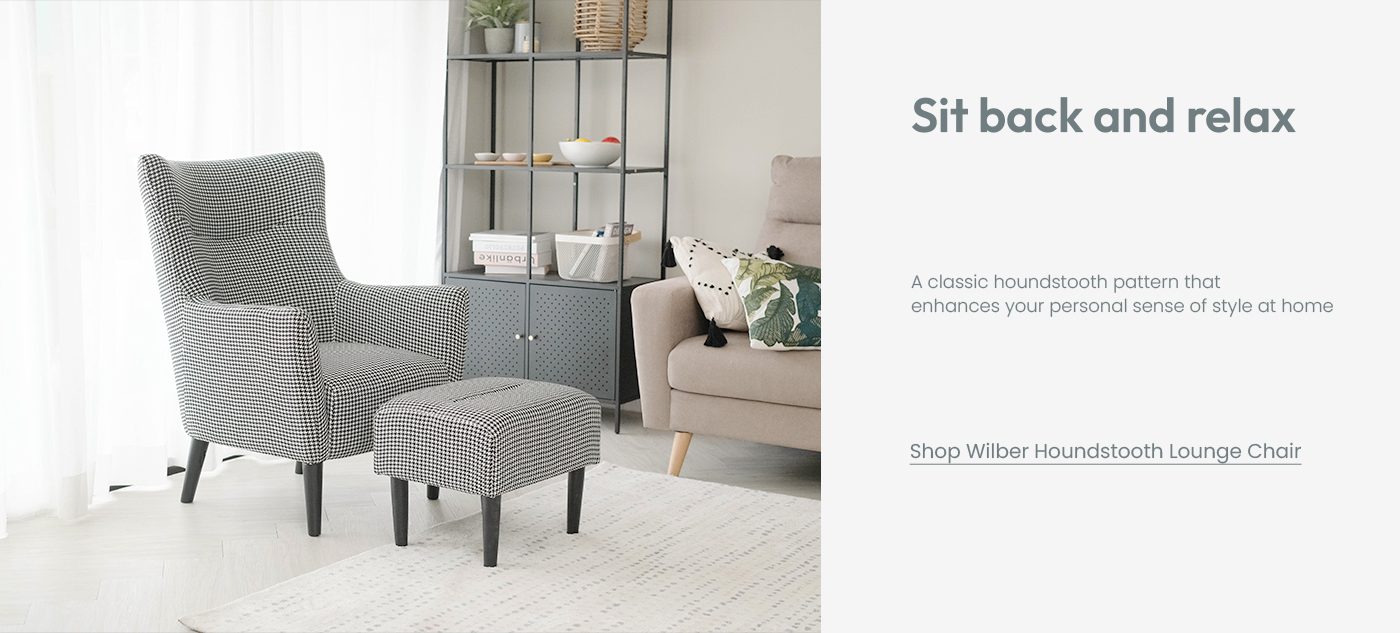 Sit back and relax
A classic houndstooth pattern that
enhances your personal sense of style at home
Shop Wilber Houndstooth Lounge Chair
Urbanlike